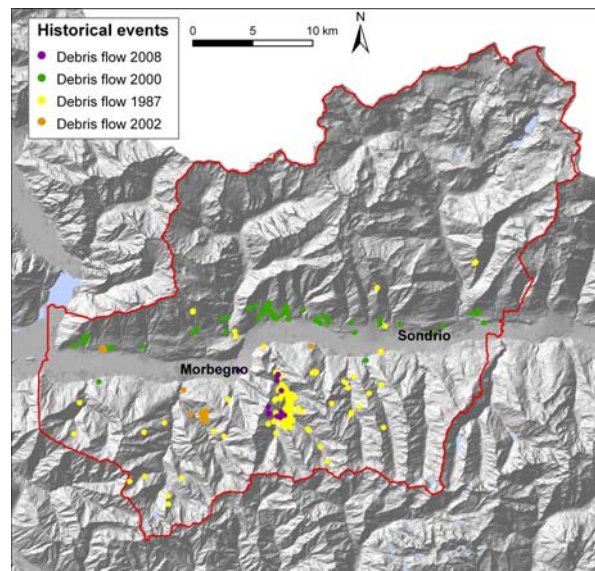 Historical events
Debris flow 2008
Debris flow 2000
Debris flow 1987
Debris flow 2002
0 5 10 km
N
Sondrio
Morbegno